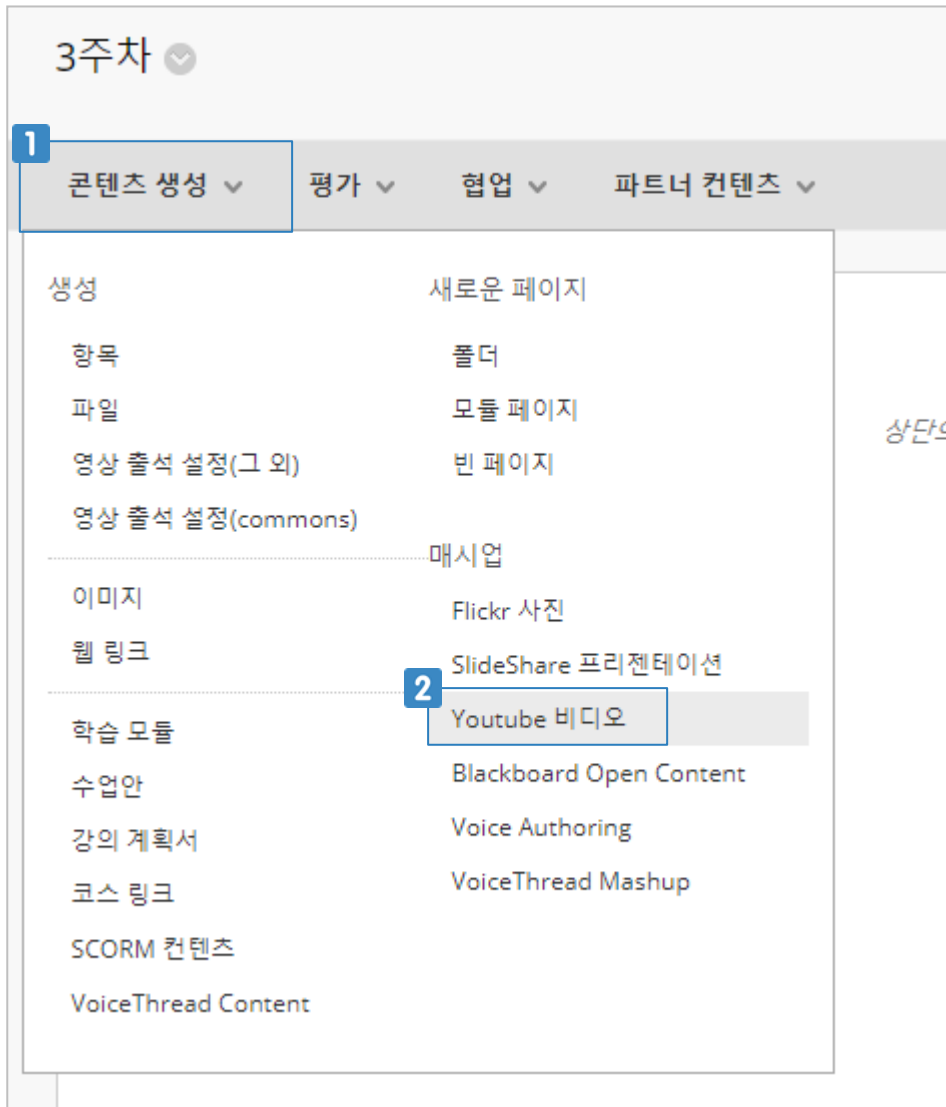 3주차
1
콘텐츠 생성 평가 협업 파트너 컨텐츠
생성
항목
파일
영상 출석 설정(그 외)
영상 출석 설정(commons)
이미지
웹 링크
학습 모듈
수업안
강의 계획서
코스 링크
SCORM 컨텐츠
VoiceThread Content
새로운 페이지
폴더
모듈 페이지
빈 페이지
매시업
Flickr 사진
SlideShare 프리젠테이션
2
Youtube 비디오
Blackboard Open Content
Voice Authoring
VoiceThread Mashup